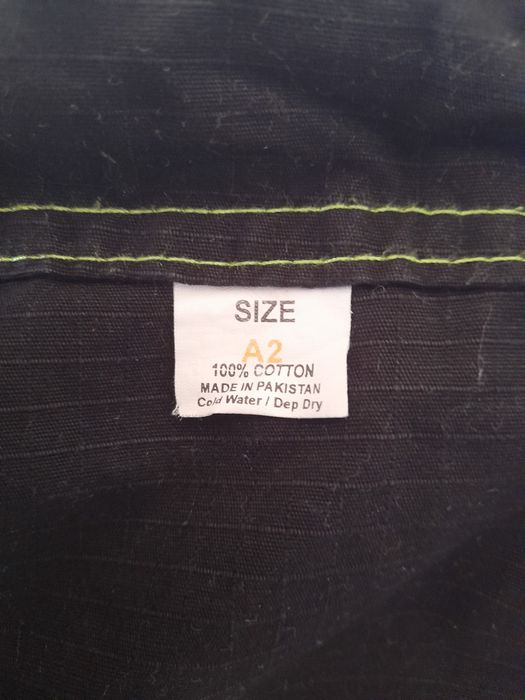 SIZE
A2
100% COTTON
MADE IN PAKISTAN
Cold Water / Dep Dry